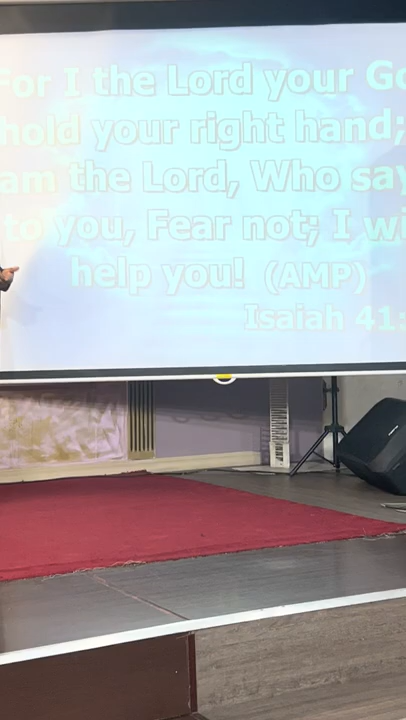 For I the Lord your Go
hold your right hand;
am the Lord, Who say
to you, Fear not; I wi
help you! (AMP)
Isaiah 41: